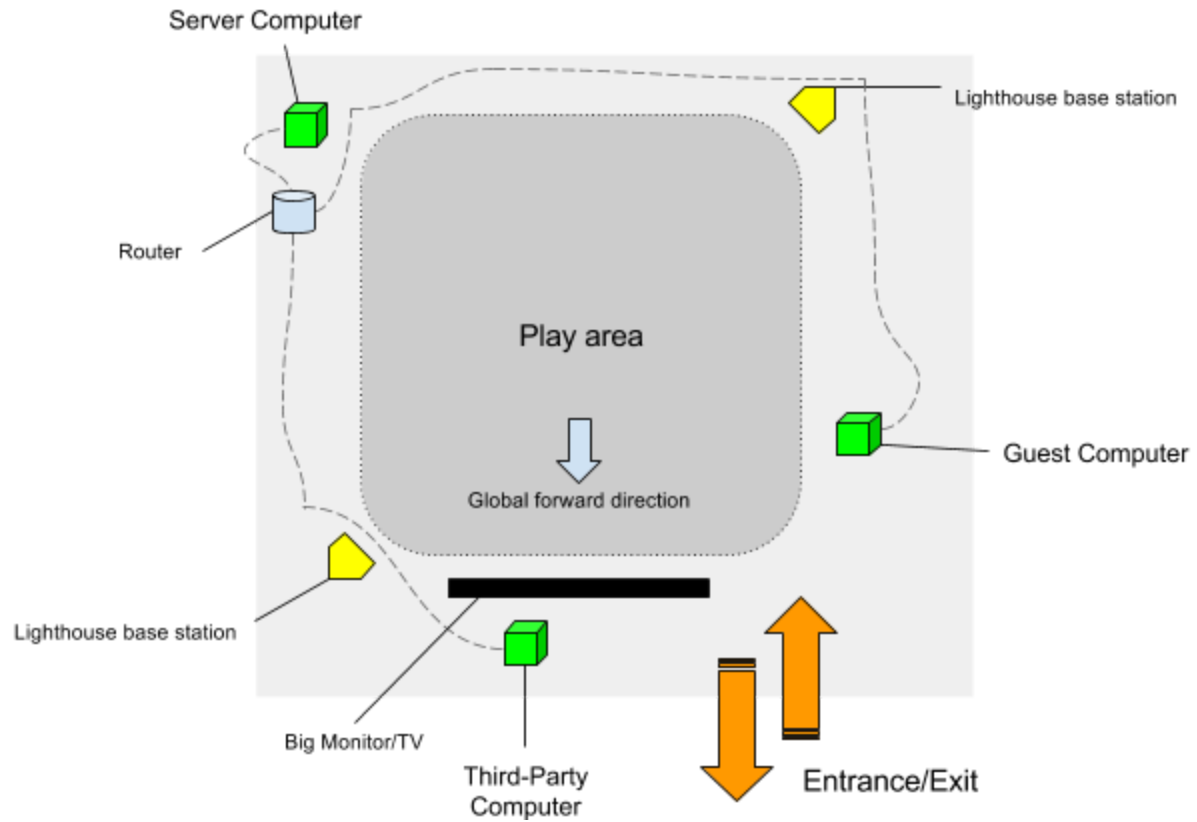 Server Computer
Lighthouse base station
Router
Play area
Guest Computer
Global forward direction
Lighthouse base station
Big Monitor/TV
Third-Party
Computer
Entrance/Exit